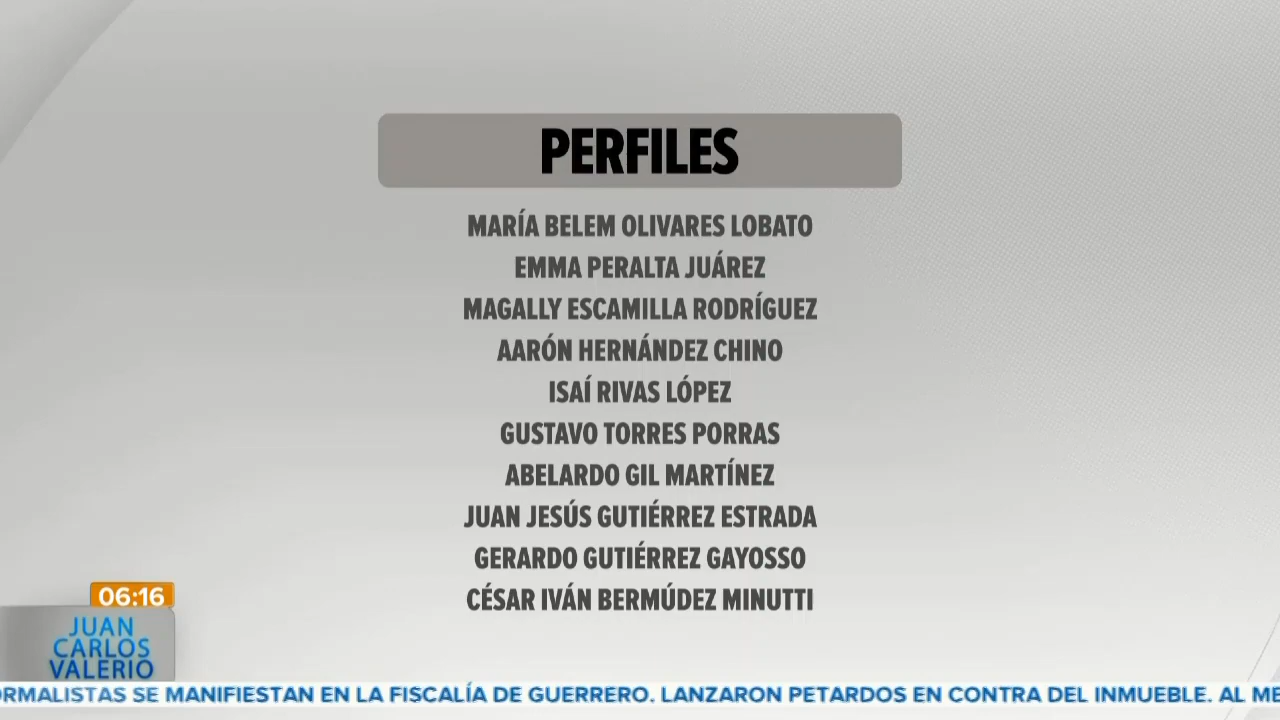 PERFILES
MARÍA BELEM OLIVARES LOBATO
EMMA PERALTA JUÁREZ
MAGALLY ESCAMILLA RODRÍGUEZ
AARÓN HERNÁNDEZ CHINO
ISAÍ RIVAS LÓPEZ
GUSTAVO TORRES PORRAS
ABELARDO GIL MARTÍNEZ
JUAN JESÚS GUTIÉRREZ ESTRADA
GERARDO GUTIÉRREZ GAYOSSO
CÉSAR IVÁN BERMÚDEZ MINUTTI
06:16
JUAN
CARLOS
VALERIO
ORMALISTAS SE MANIFIESTAN EN LA FISCALÍA DE GUERRERO. LANZARON PETARDOS EN CONTRA DEL INMUEBLE. AL ME